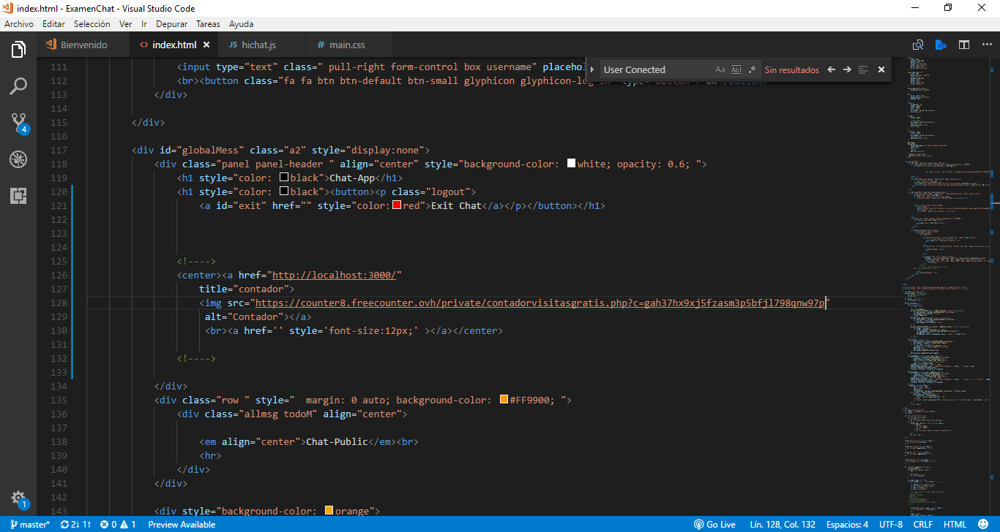 index.html - ExamenChat - Visual Studio Code
Archivo Editar Selección Ver Ir Depurar Tareas Ayuda
Bienvenido <> index.html JS hichat.js # main.css
User Conected Aa Abl .* Sin resultados
111 <input type="text" class=" pull-right form-control box username" placehol
112 <br><button class="fa fa btn btn-default btn-small glyphicon glyphicon-log-in" type="button"> OK</button>
113 </div>
114
115 </div>
116
117 <div id="globalMess" class="a2" style="display:none">
118 <div class="panel panel-header " align="center" style="background-color: white; opacity: 0.6; ">
119 <h1 style="color: black">Chat-App</h1>
120 <h1 style="color: black"><button><p class="logout">
121 <a id="exit" href="" style="color:red">Exit Chat</a></p></button></h1>
122
123
124
125 <!---->
126 <center><a href="http://localhost:3000/"
127 title="contador">
128 <img src="https://counter8.freecounter.ovh/private/contadorvisitasgratis.php?c=gah37hx9xj5fzasm3p5bfjl798qnw97p"
129 alt="Contador"></a>
130 <br><a href='' style='font-size:12px;' ></a></center>
131
132 <!---->
133
134 </div>
135 <div class="row " style="  margin: 0 auto; background-color: #FF9900; ">
136 <div class="allmsg todoM" align="center">
137
138 <em align="center">Chat-Public</em><br>
139 <hr>
140 </div>
141 </div>
142
143 <div style="background-color: orange">
4
1
master* 2↓ 1↑ 0 1 Preview Available Go Live Lín. 128, Col. 132 Espacios: 4 UTF-8 CRLF HTML